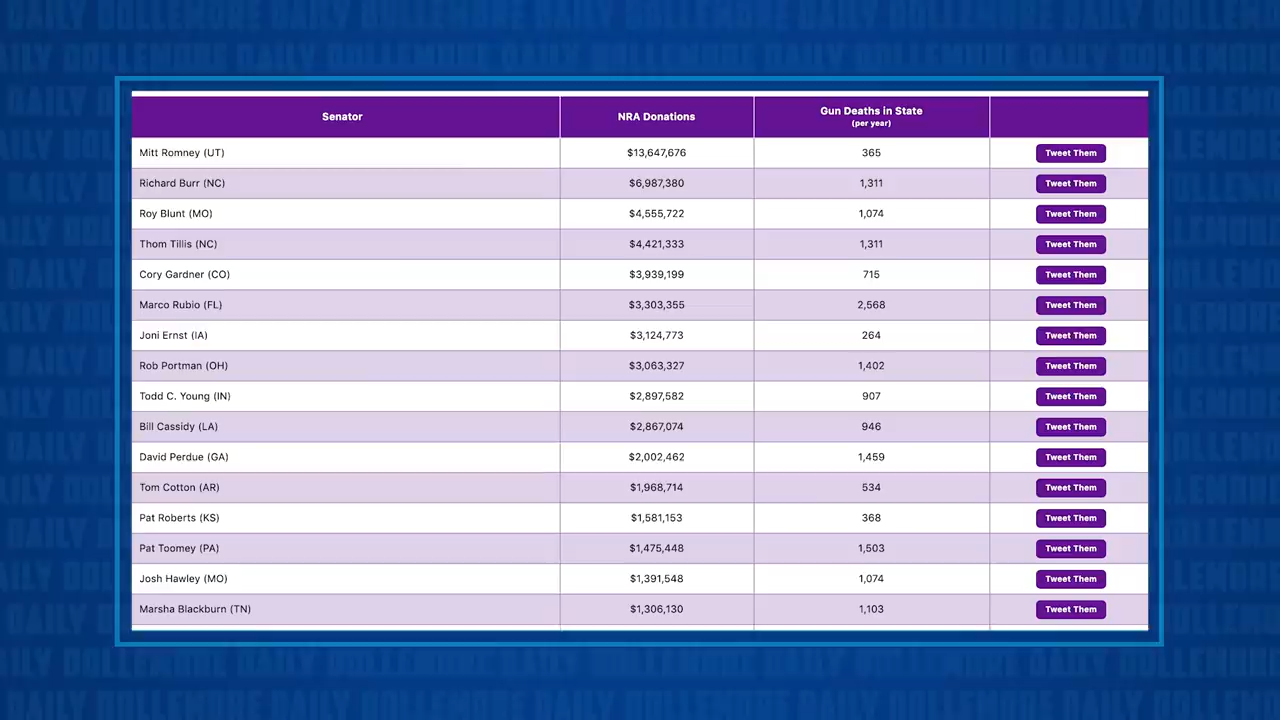 DAILY DOLLEMORE DAILY DOLLEMORE DAILY DOLLEMORE
Senator NRA Donations Gun Deaths in State
(per year)
Mitt Romney (UT) $13,647,676 365 Tweet Them
Richard Burr (NC) $6,987,380 1,311 Tweet Them
Roy Blunt (MO) $4,555,722 1,074 Tweet Them
Thom Tillis (NC) $4,421,333 1,311 Tweet Them
Cory Gardner (CO) $3,939,199 715 Tweet Them
Marco Rubio (FL) $3,303,355 2,568 Tweet Them
Joni Ernst (IA) $3,124,773 264 Tweet Them
Rob Portman (OH) $3,063,327 1,402 Tweet Them
Todd C. Young (IN) $2,897,582 907 Tweet Them
Bill Cassidy (LA) $2,867,074 946 Tweet Them
David Perdue (GA) $2,002,462 1,459 Tweet Them
Tom Cotton (AR) $1,968,714 534 Tweet Them
Pat Roberts (KS) $1,581,153 368 Tweet Them
Pat Toomey (PA) $1,475,448 1,503 Tweet Them
Josh Hawley (MO) $1,391,548 1,074 Tweet Them
Marsha Blackburn (TN) $1,306,130 1,103 Tweet Them